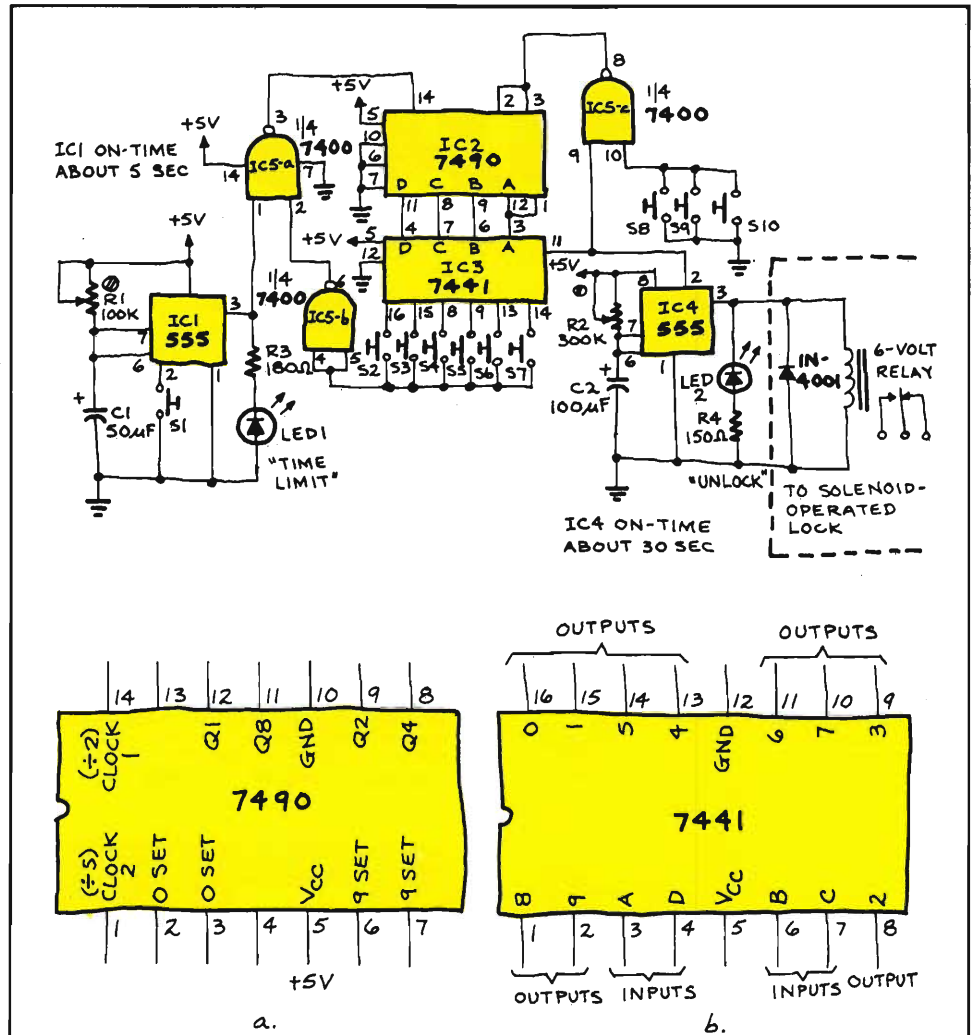 IC1 ON-TIME
ABOUT 5 SEC
+5V
14
3
1/4
7400
IC5-a
7
1
2
+5V
5
10
6
7
14
2
3
IC2
7490
D C B A
11
8
9
12
1
8
IC5-c
1/4
7400
9
10
S8
S9
S10
+5V
R1
100K
7
6
IC1
555
3
2
1
S1
+
C1
50µF
R3
180Ω
LED1
"TIME
LIMIT"
1/4
7400
6
IC5-b
4
5
+5V
5
12
4
7
6
3
D C B A
IC3
7441
11
16
15
8
9
13
14
S2
S3
S4
S5
S6
S7
+5V
R2
300K
8
7
6
IC4
555
2
3
1
+
C2
100µF
LED
2
R4
150Ω
"UNLOCK"
IN-
4001
6-VOLT
RELAY
TO SOLENOID-
OPERATED
LOCK
IC4 ON-TIME
ABOUT 30 SEC
14 13 12 11 10 9 8
(÷2)
CLOCK
1
Q1
Q8
GND
Q2
Q4
7490
(÷5)
CLOCK
2
0 SET
0 SET
VCC
9 SET
9 SET
1 2 3 4 5 6 7
+5V
a.
OUTPUTS
OUTPUTS
16 15 14 13 12 11 10 9
0 1 5 4 GND 6 7 3
7441
8 9 A D VCC B C 2
1 2 3 4 5 6 7 8
OUTPUTS
INPUTS
INPUTS
OUTPUT
b.